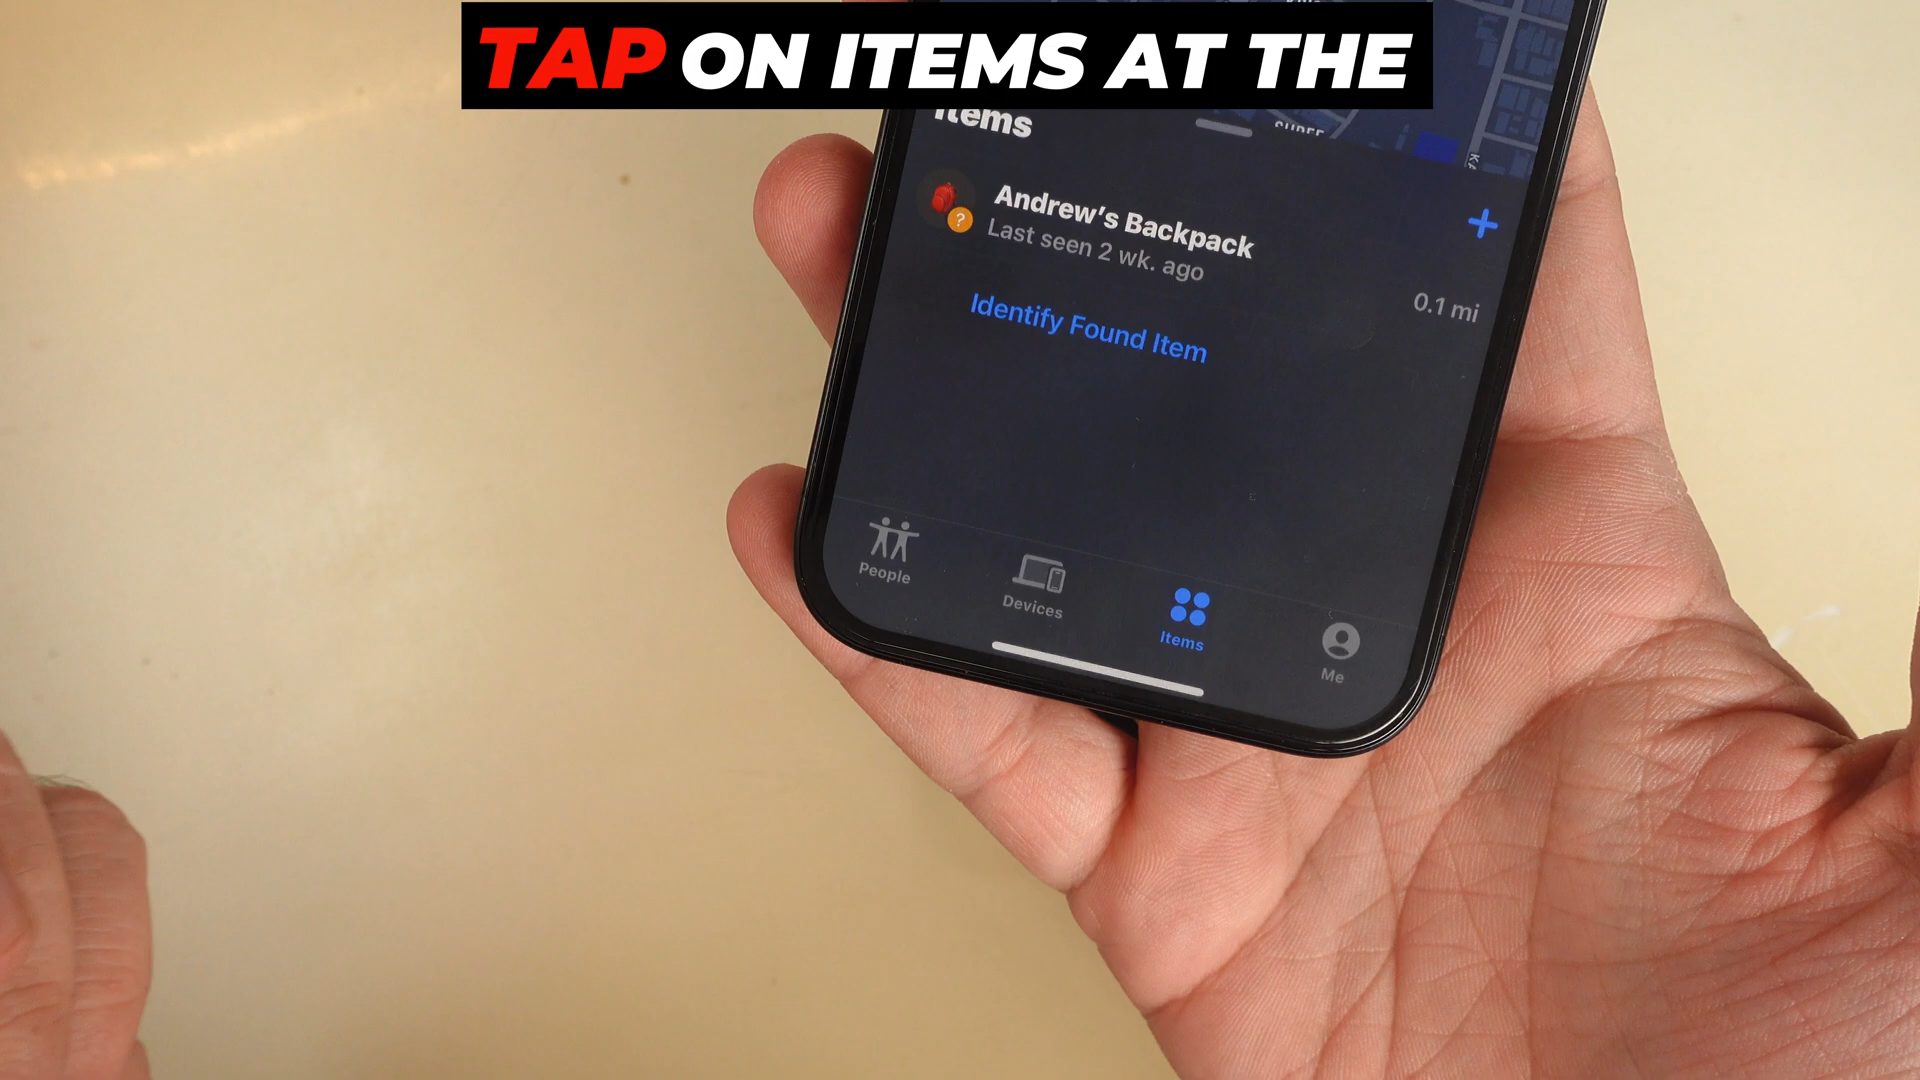 TAP ON ITEMS AT THE
Items
Andrew's Backpack
Last seen 2 wk. ago
0.1 mi
Identify Found Item
People
Devices
Items
Me